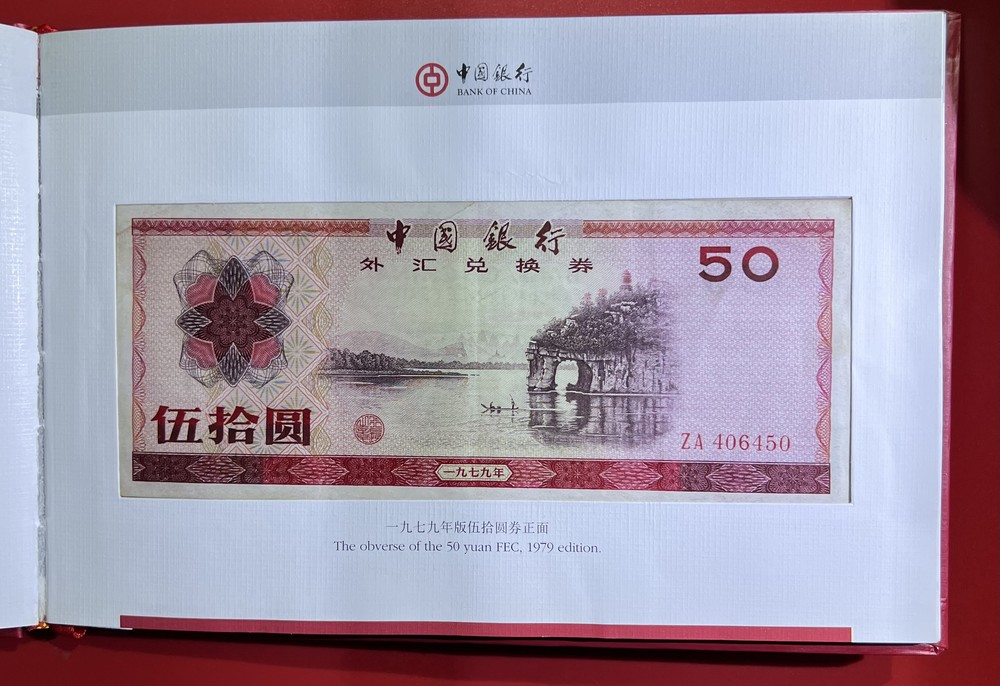 中国銀行
BANK OF CHINA
中國銀行
外汇兑换券
50
伍拾圆
ZA 406450
一九七九年
一九七九年版伍拾圆券正面
The obverse of the 50 yuan FEC, 1979 edition.